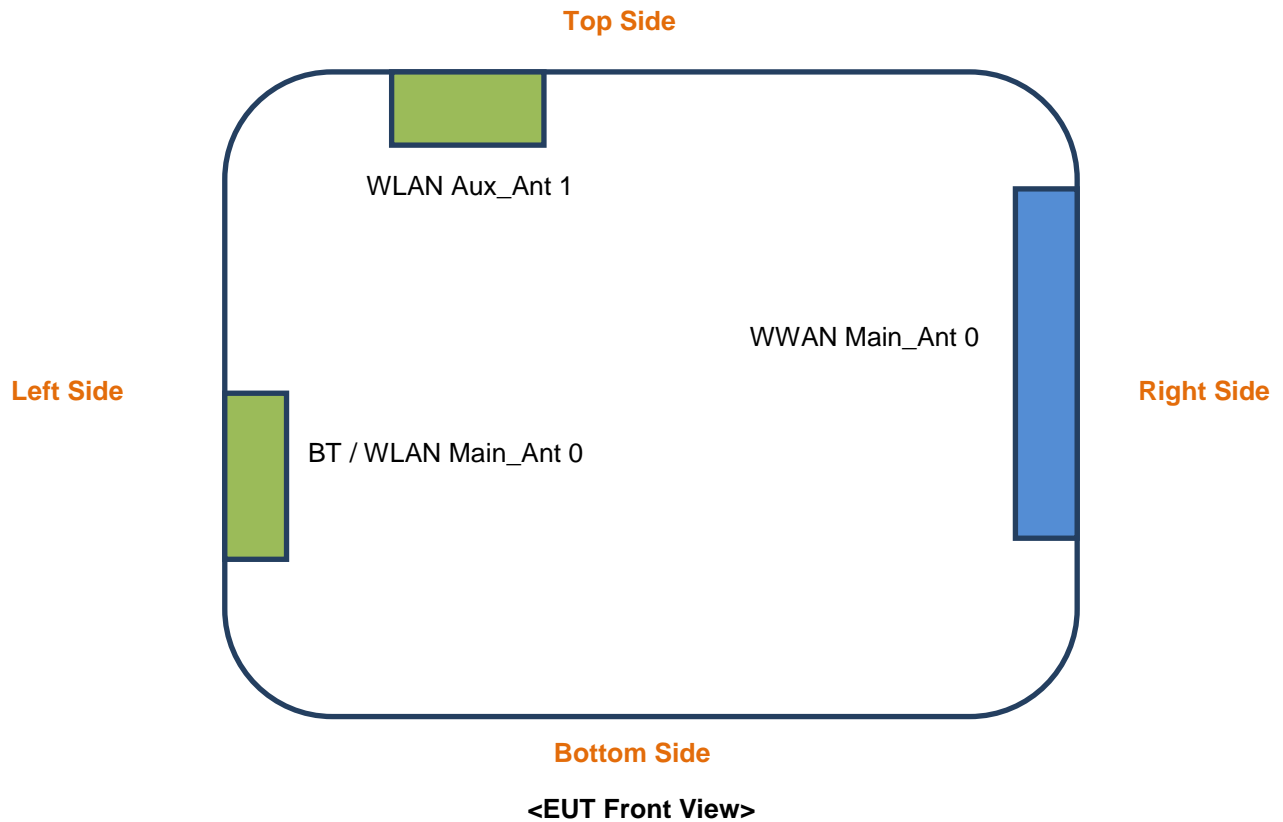 Top Side
WLAN Aux_Ant 1
WWAN Main_Ant 0
Left Side
Right Side
BT / WLAN Main_Ant 0
Bottom Side
<EUT Front View>